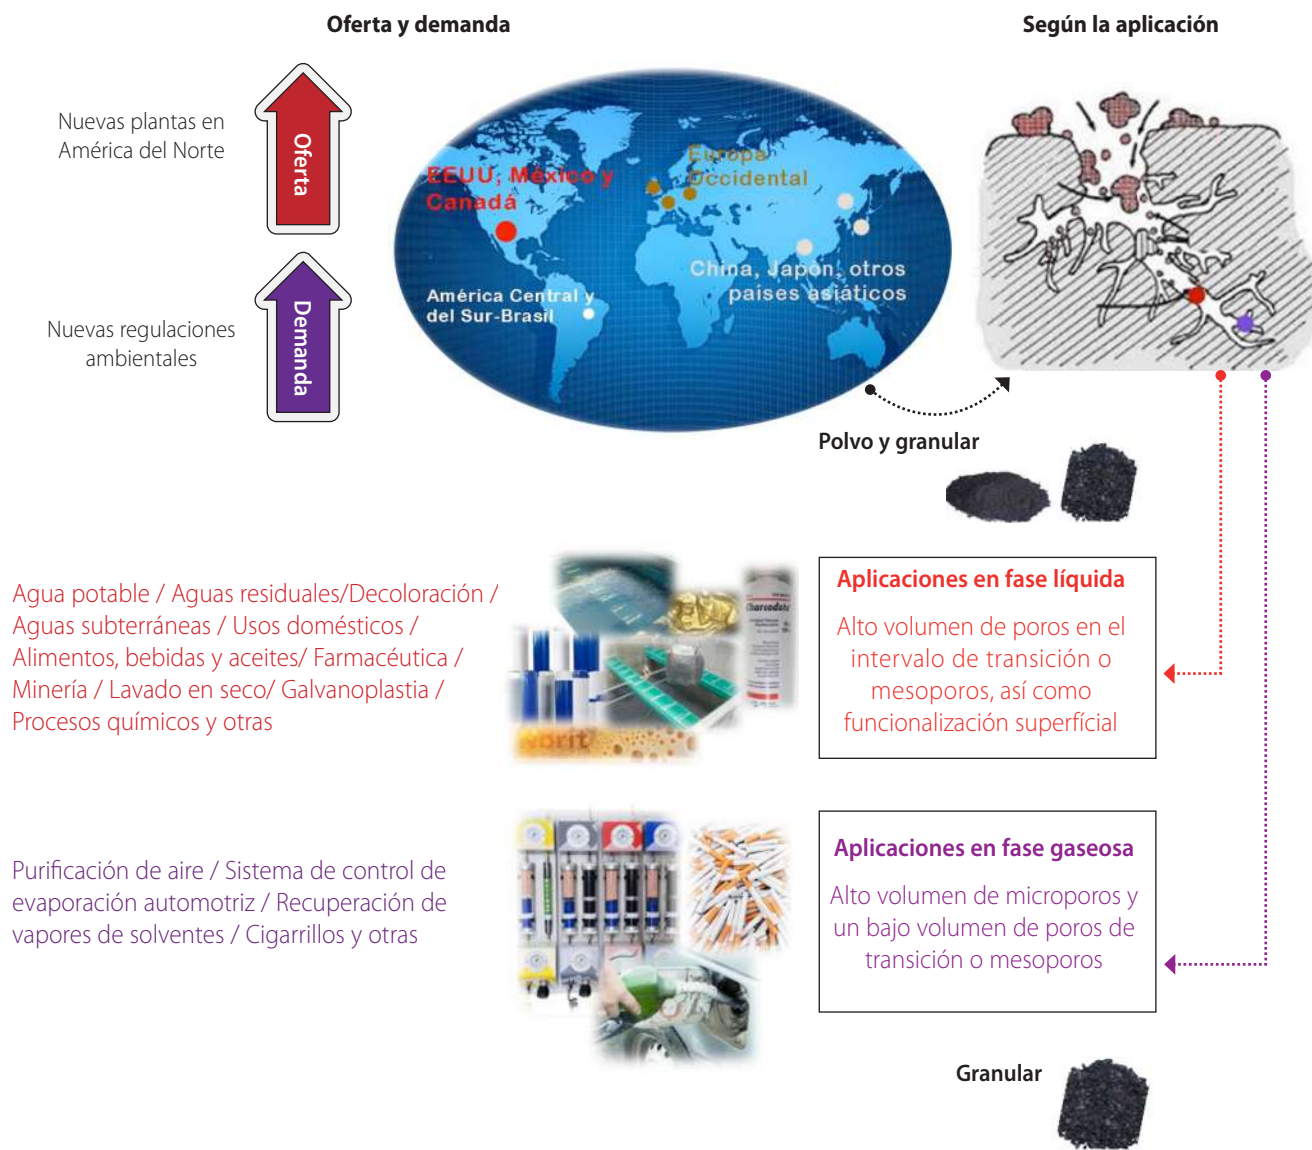 Oferta y demanda
Según la aplicación
Nuevas plantas en
América del Norte
Oferta
Nuevas regulaciones
ambientales
Demanda
EEUU, México y
Canadá
Europa
Occidental
China, Japón, otros
países asiáticos
América Central y
del Sur-Brasil
Polvo y granular
Agua potable / Aguas residuales/Decoloración /
Aguas subterráneas / Usos domésticos /
Alimentos, bebidas y aceites/ Farmacéutica /
Minería / Lavado en seco/ Galvanoplastia /
Procesos químicos y otras
Charcodote
Norit
Aplicaciones en fase líquida
Alto volumen de poros en el
intervalo de transición o
mesoporos, así como
funcionalización superfícial
Purificación de aire / Sistema de control de
evaporación automotriz / Recuperación de
vapores de solventes / Cigarrillos y otras
Aplicaciones en fase gaseosa
Alto volumen de microporos y
un bajo volumen de poros de
transición o mesoporos
Granular